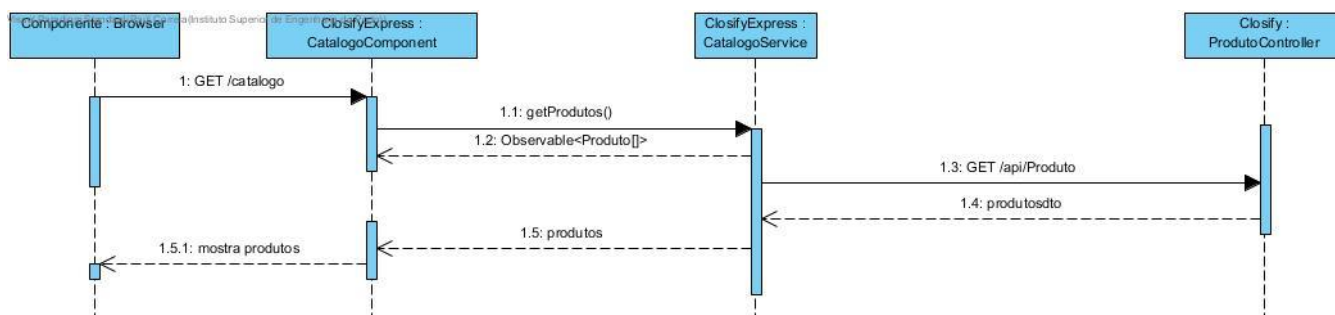 Componente : Browser
ClosifyExpress :
CatalogoComponent
ClosifyExpress :
CatalogoService
Closify :
ProdutoController
1: GET /catalogo
1.1: getProdutos()
1.2: Observable<Produto[]>
1.3: GET /api/Produto
1.4: produtosdto
1.5: produtos
1.5.1: mostra produtos